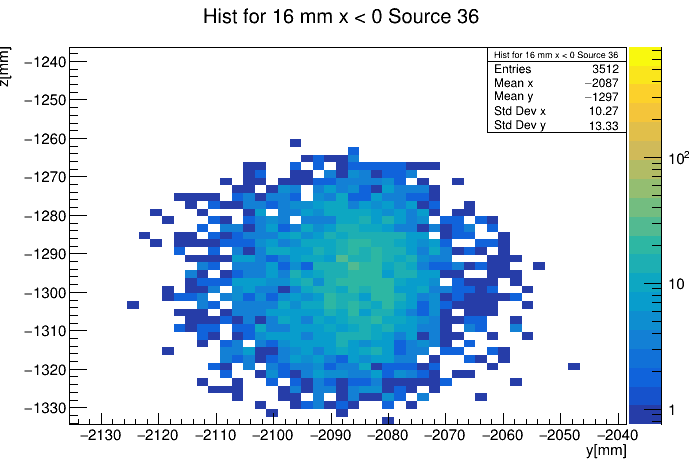 Hist for 16 mm x < 0 Source 36
z[mm]
Hist for 16 mm x < 0 Source 36
Entries 3512
Mean x −2087
Mean y −1297
Std Dev x 10.27
Std Dev y 13.33
−1240
−1250
−1260
−1270
−1280
−1290
−1300
−1310
−1320
−1330
10²
10
1
−2130 −2120 −2110 −2100 −2090 −2080 −2070 −2060 −2050 −2040
y[mm]